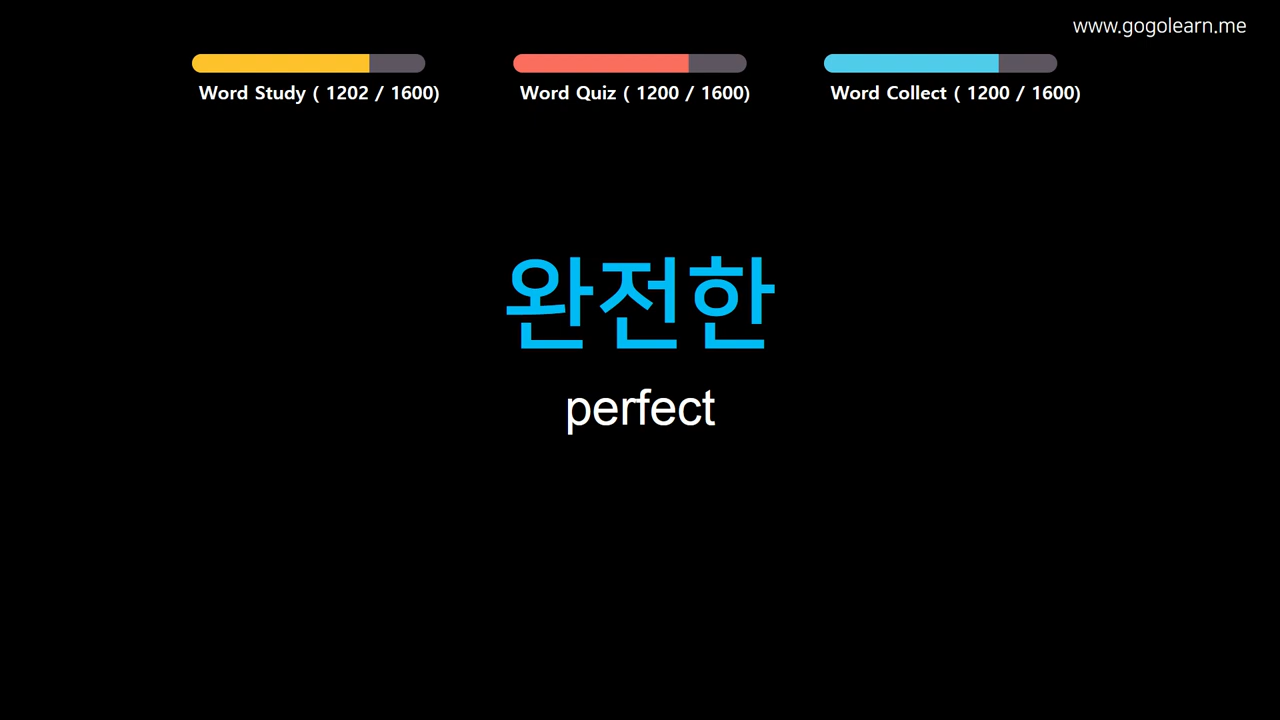 www.gogolearn.me
Word Study ( 1202 / 1600)
Word Quiz ( 1200 / 1600)
Word Collect ( 1200 / 1600)
완전한
perfect